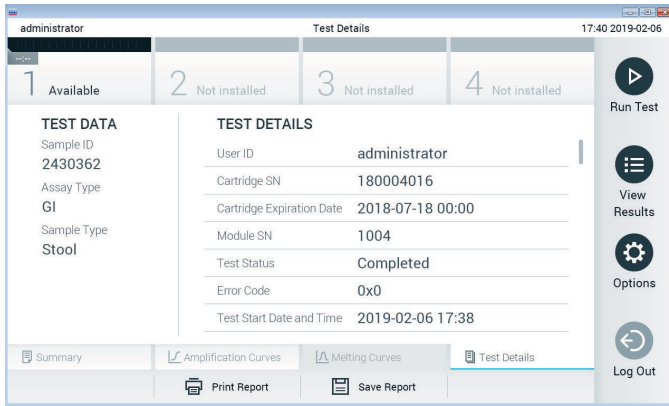 administrator
Test Details
17:40 2019-02-06
--:--
1 Available
2 Not installed
3 Not installed
4 Not installed
Run Test
View
Results
Options
Log Out
TEST DATA
Sample ID
2430362
Assay Type
GI
Sample Type
Stool
TEST DETAILS
User ID administrator
Cartridge SN 180004016
Cartridge Expiration Date 2018-07-18 00:00
Module SN 1004
Test Status Completed
Error Code 0x0
Test Start Date and Time 2019-02-06 17:38
Summary
Amplification Curves
Melting Curves
Test Details
Print Report
Save Report